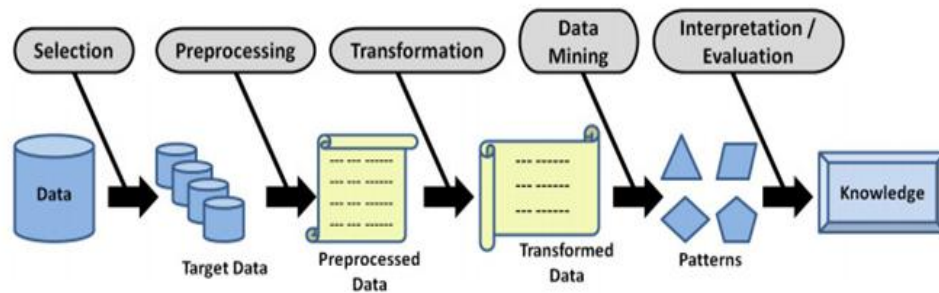 Selection
Preprocessing
Transformation
Data
Mining
Interpretation /
Evaluation
Data
Target Data
Preprocessed
Data
Transformed
Data
Patterns
Knowledge